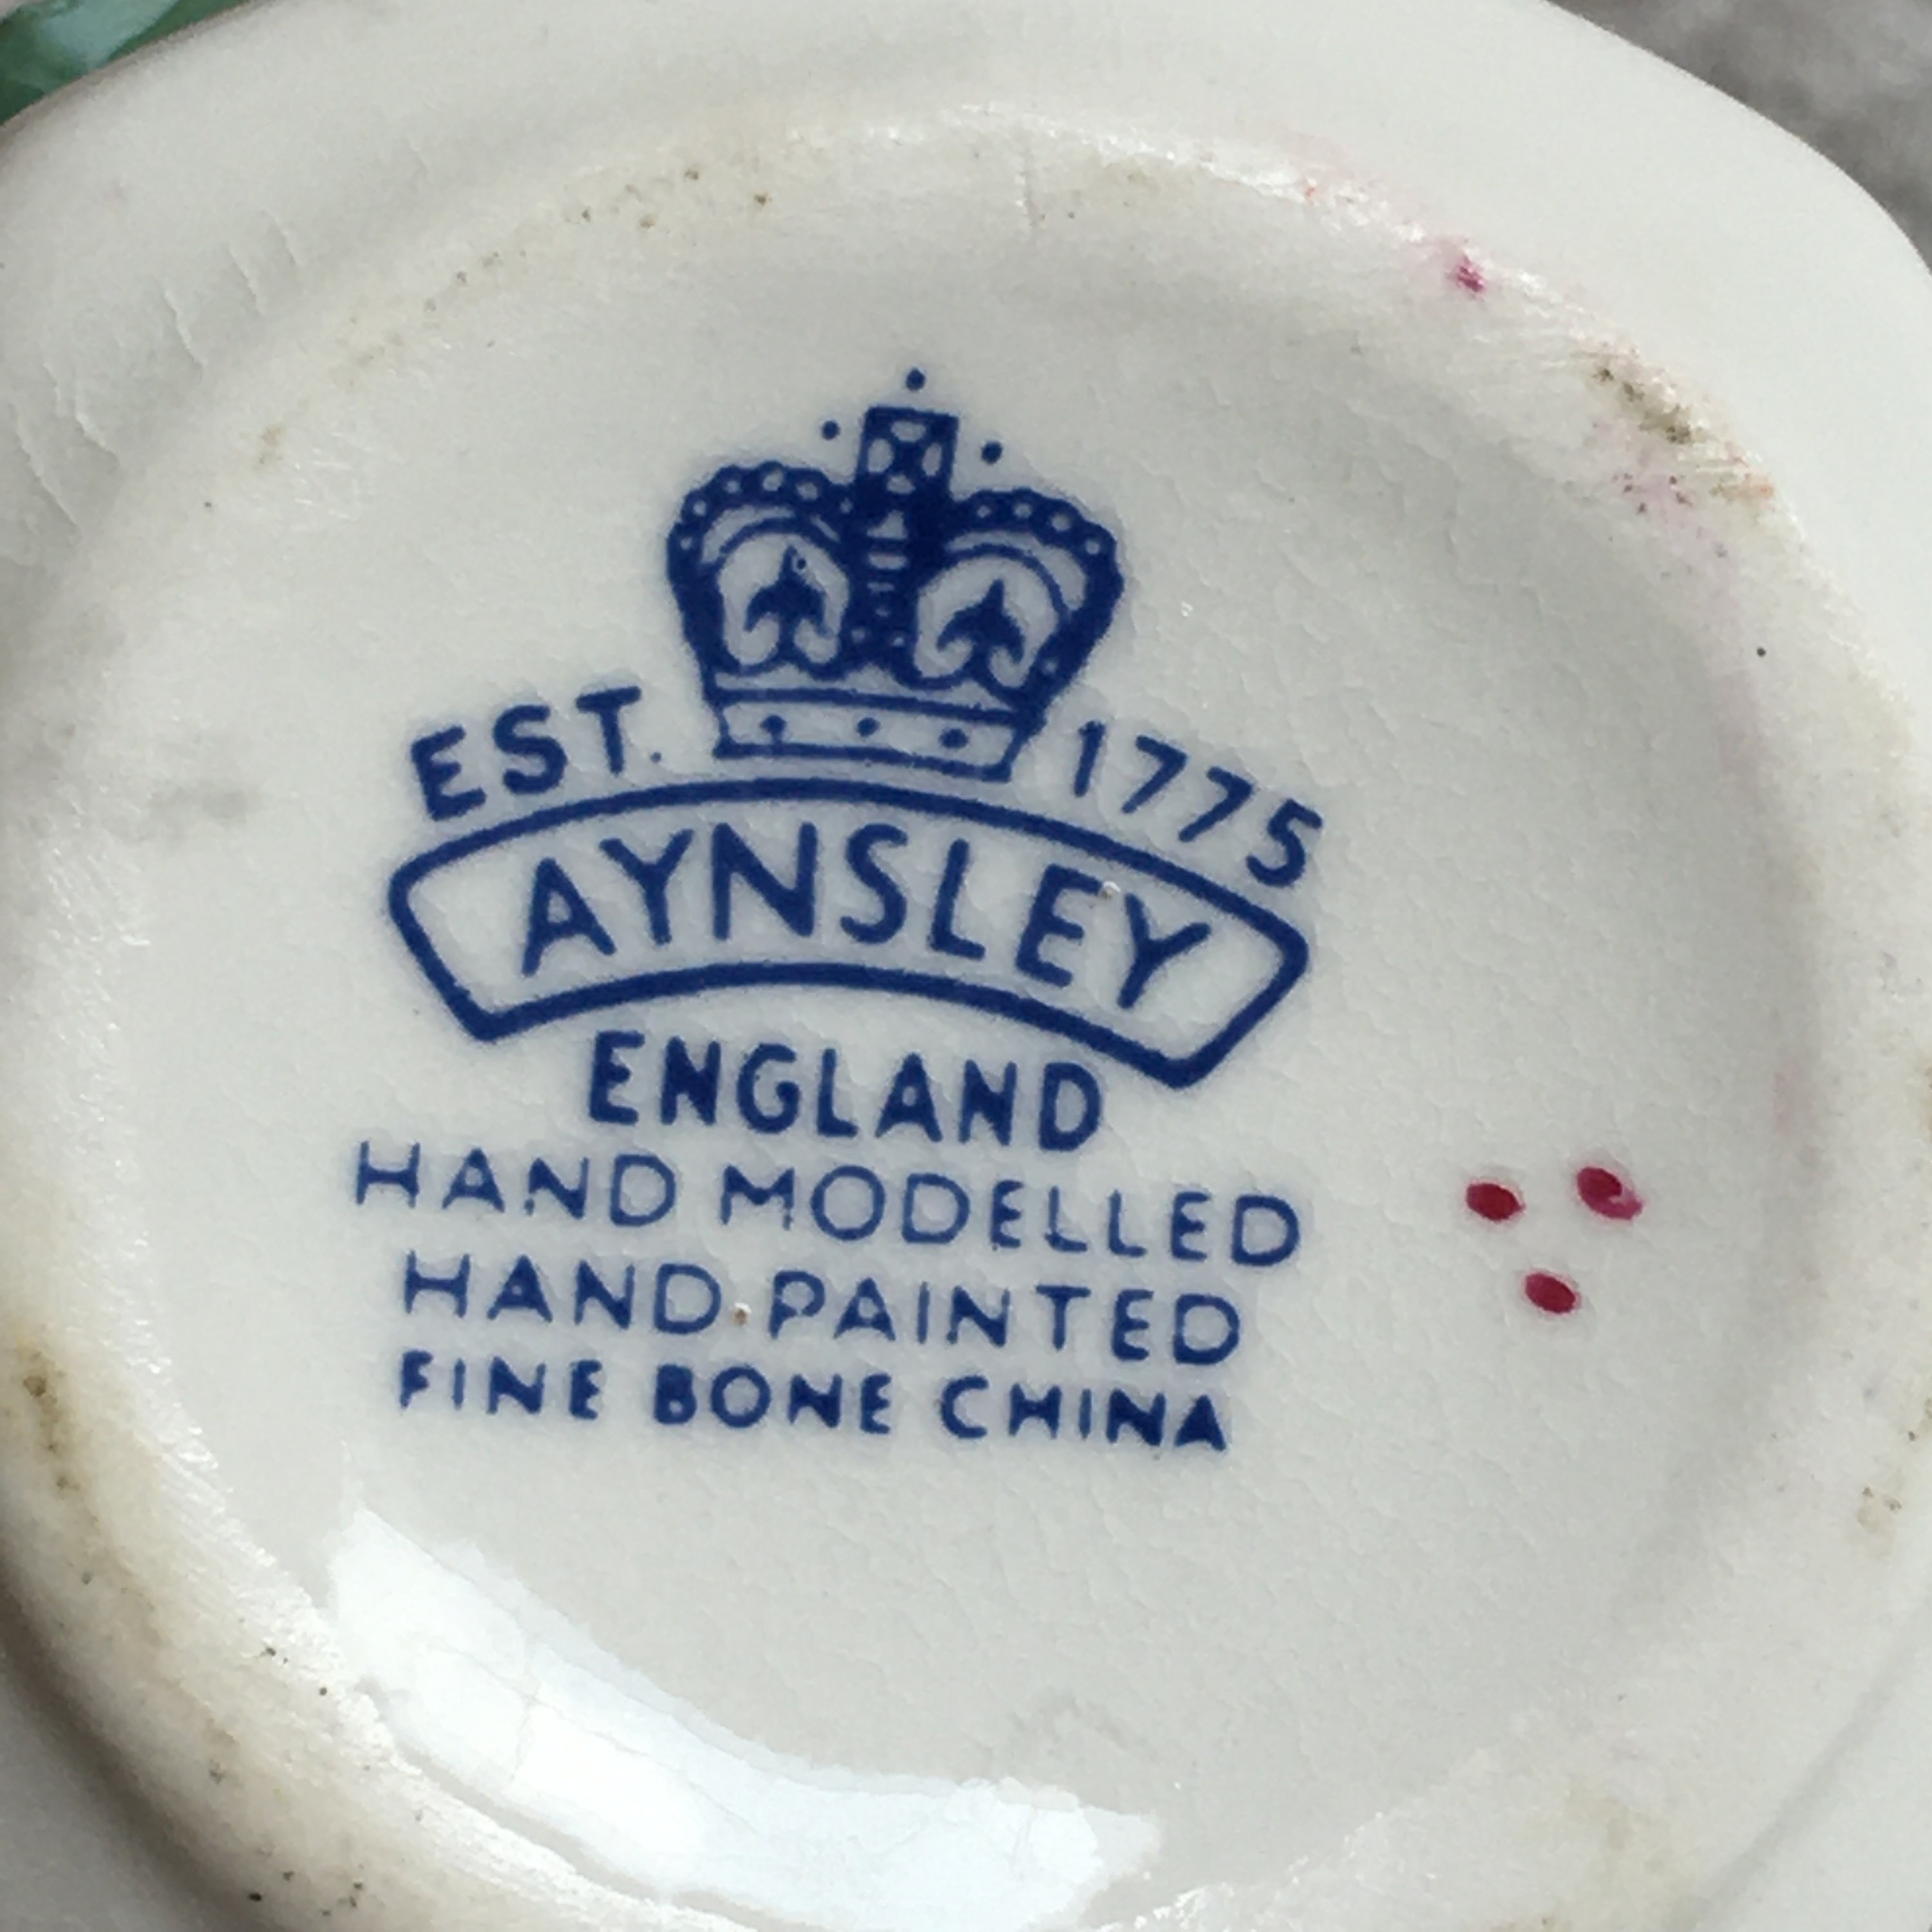 EST. 1775
AYNSLEY
ENGLAND
HAND MODELLED
HAND PAINTED
FINE BONE CHINA